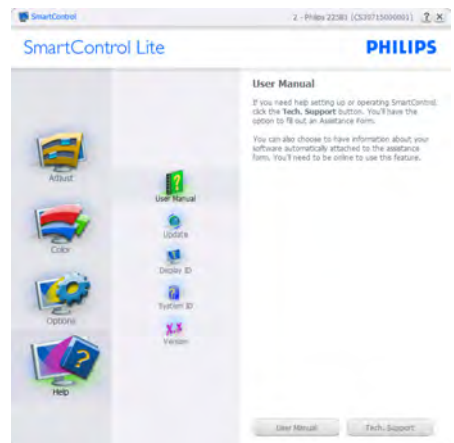 SmartControl
2 - Philips 225B1 (CS39715000001) ? X
SmartControl Lite
PHILIPS
User Manual
If you need help setting up or operating SmartControl,
click the Tech. Support button. You'll have the
option to fill out an Assistance Form.
You can also choose to have information about your
software automatically attached to the assistance
form. You'll need to be online to use this feature.
Adjust
Color
Options
Help
User Manual
Update
Display ID
System ID
X.X
Version
User Manual
Tech. Support